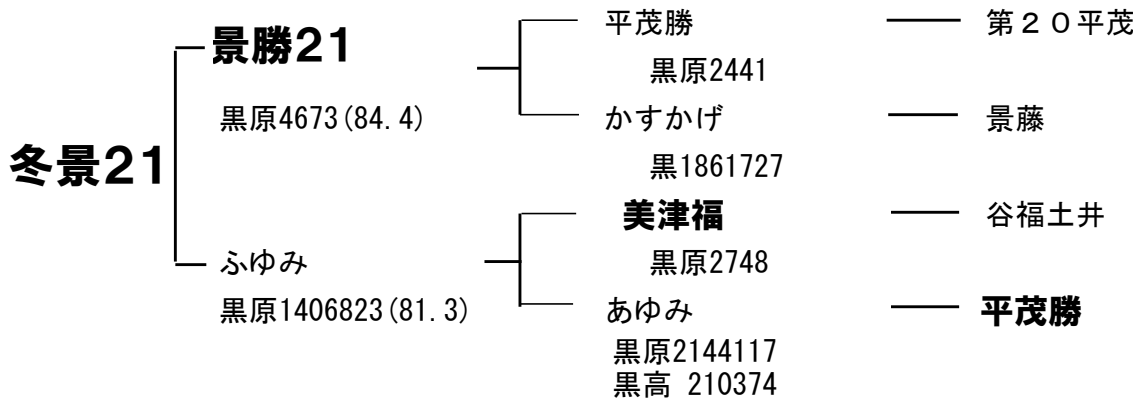 平茂勝 第２０平茂
景勝21
黒原2441
黒原4673(84.4)
かすかげ 景藤
冬景21
黒1861727
美津福 谷福土井
ふゆみ
黒原2748
黒原1406823(81.3)
あゆみ 平茂勝
黒原2144117
黒高 210374